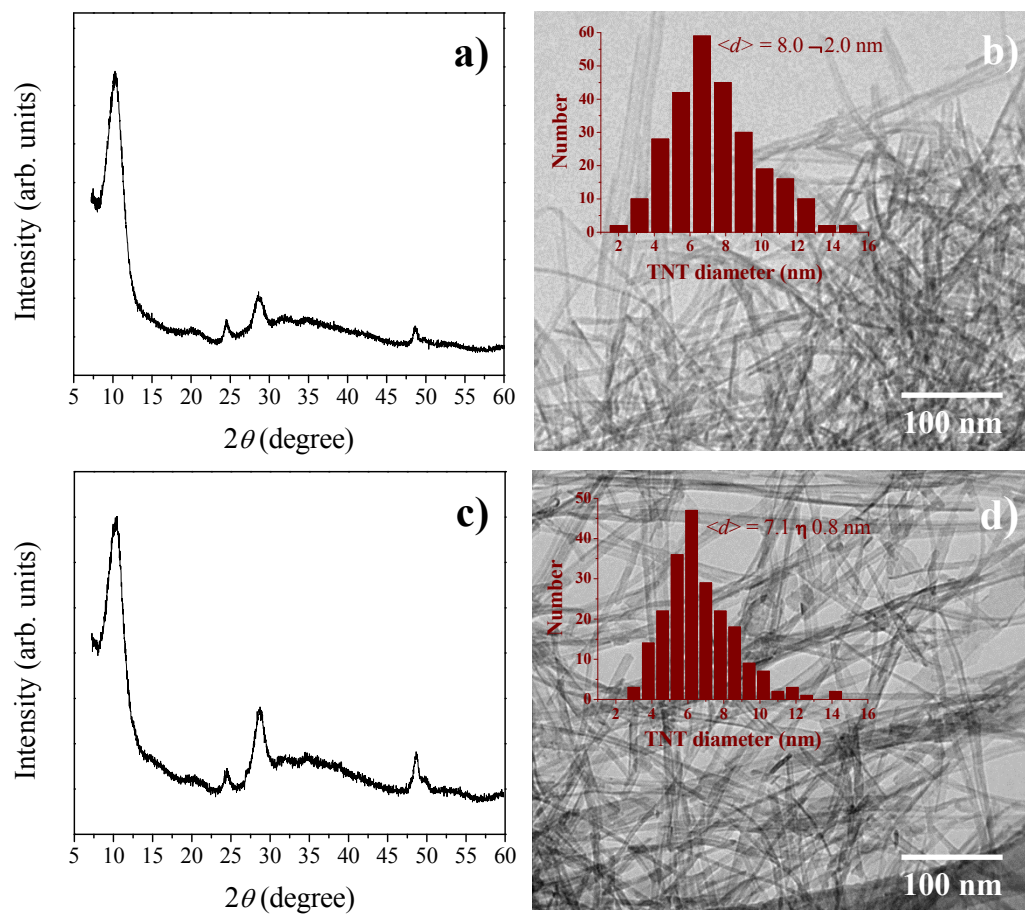 a)
Intensity (arb. units)
5 10 15 20 25 30 35 40 45 50 55 60
2θ (degree)
b)
<d> = 8.0 ¬2.0 nm
Number
60
50
40
30
20
10
0
2 4 6 8 10 12 14 16
TNT diameter (nm)
100 nm
c)
Intensity (arb. units)
5 10 15 20 25 30 35 40 45 50 55 60
2θ (degree)
d)
<d> = 7.1 η 0.8 nm
Number
50
40
30
20
10
0
2 4 6 8 10 12 14 16
TNT diameter (nm)
100 nm